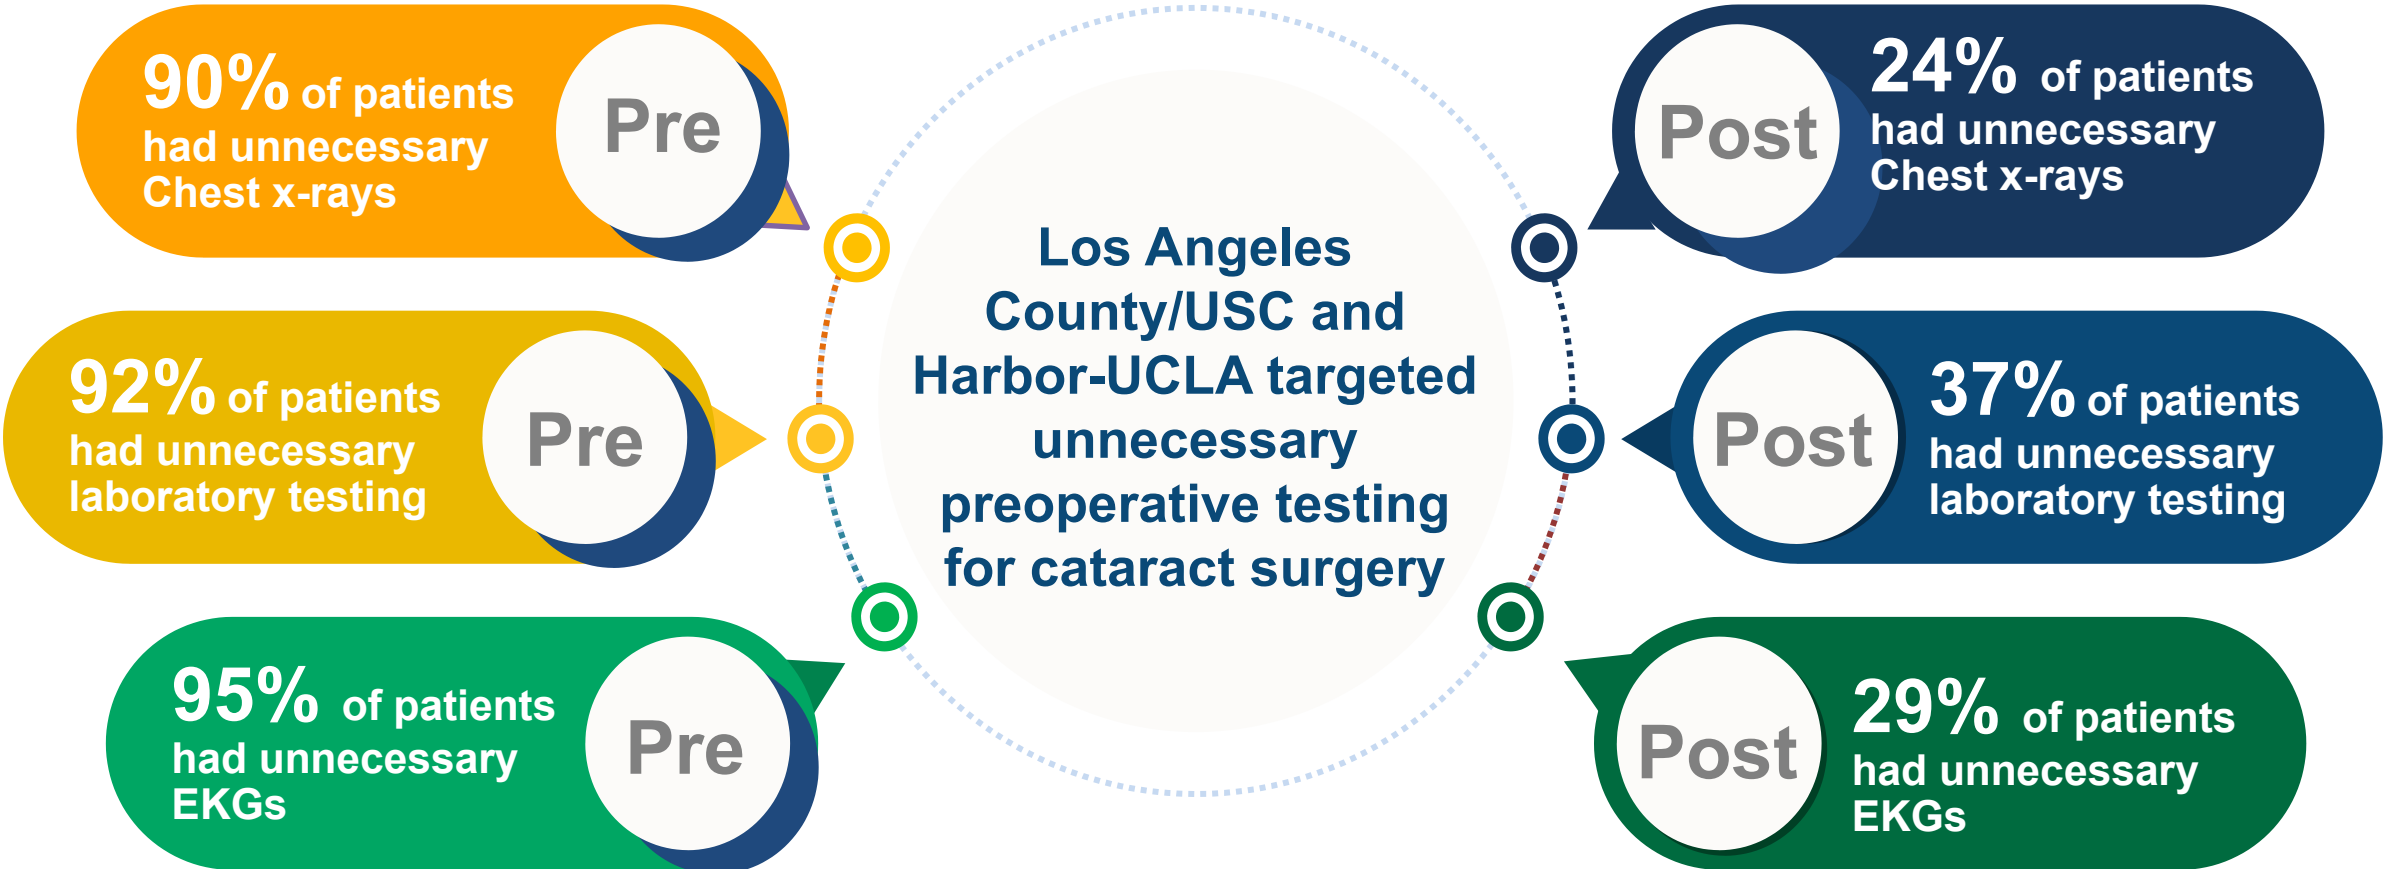 90% of patients
had unnecessary
Chest x-rays
Pre
92% of patients
had unnecessary
laboratory testing
Pre
95% of patients
had unnecessary
EKGs
Pre
Los Angeles
County/USC and
Harbor-UCLA targeted
unnecessary
preoperative testing
for cataract surgery
Post
24% of patients
had unnecessary
Chest x-rays
Post
37% of patients
had unnecessary
laboratory testing
Post
29% of patients
had unnecessary
EKGs